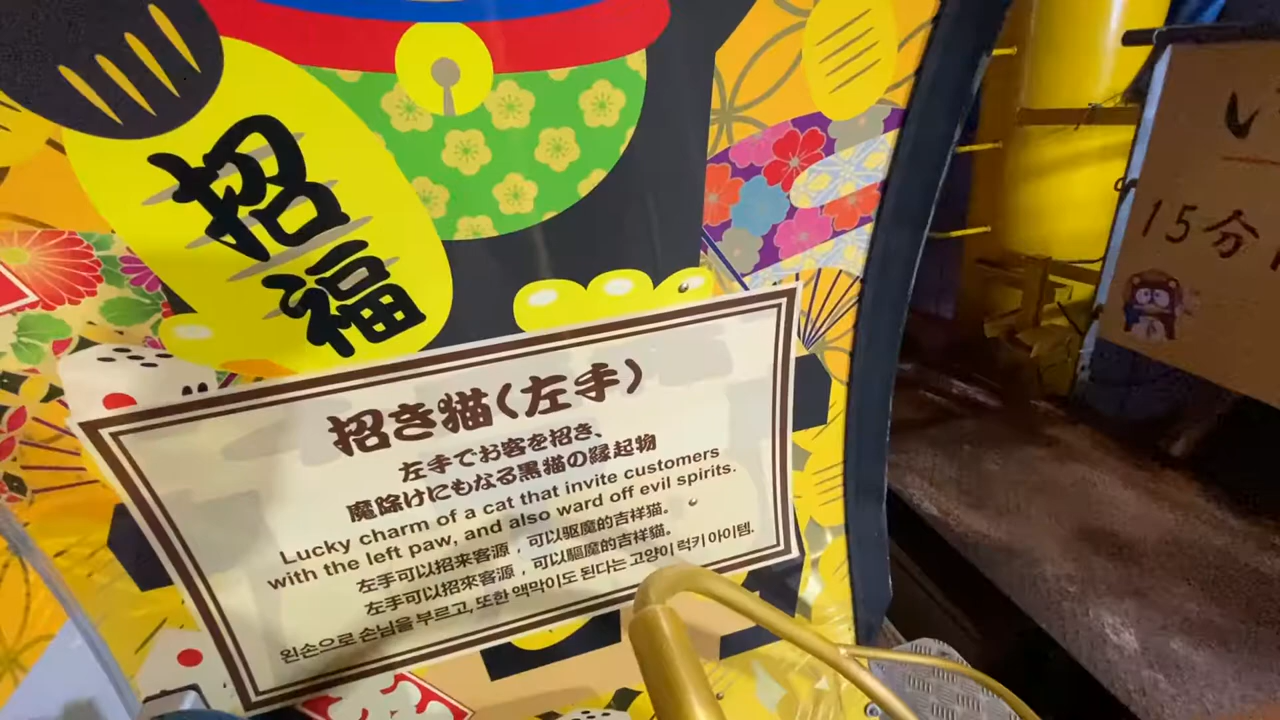 招
福
招き猫(左手)
左手でお客を招き、
魔除けにもなる黒猫の縁起物
Lucky charm of a cat that invite customers
with the left paw, and also ward off evil spirits.
左手可以招来客源，可以驱魔的吉祥猫。
左手可以招來客源，可以驅魔的吉祥貓。
왼손으로 손님을 부르고, 또한 액막이도 된다는 고양이 럭키 아이템.
15分